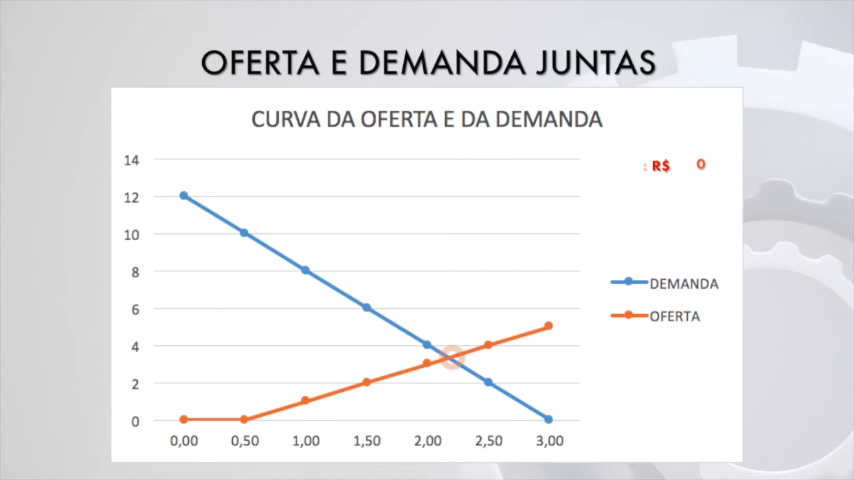 OFERTA E DEMANDA JUNTAS
CURVA DA OFERTA E DA DEMANDA
: R$ 0
14
12
10
8
6
4
2
0
0,00 0,50 1,00 1,50 2,00 2,50 3,00
DEMANDA
OFERTA